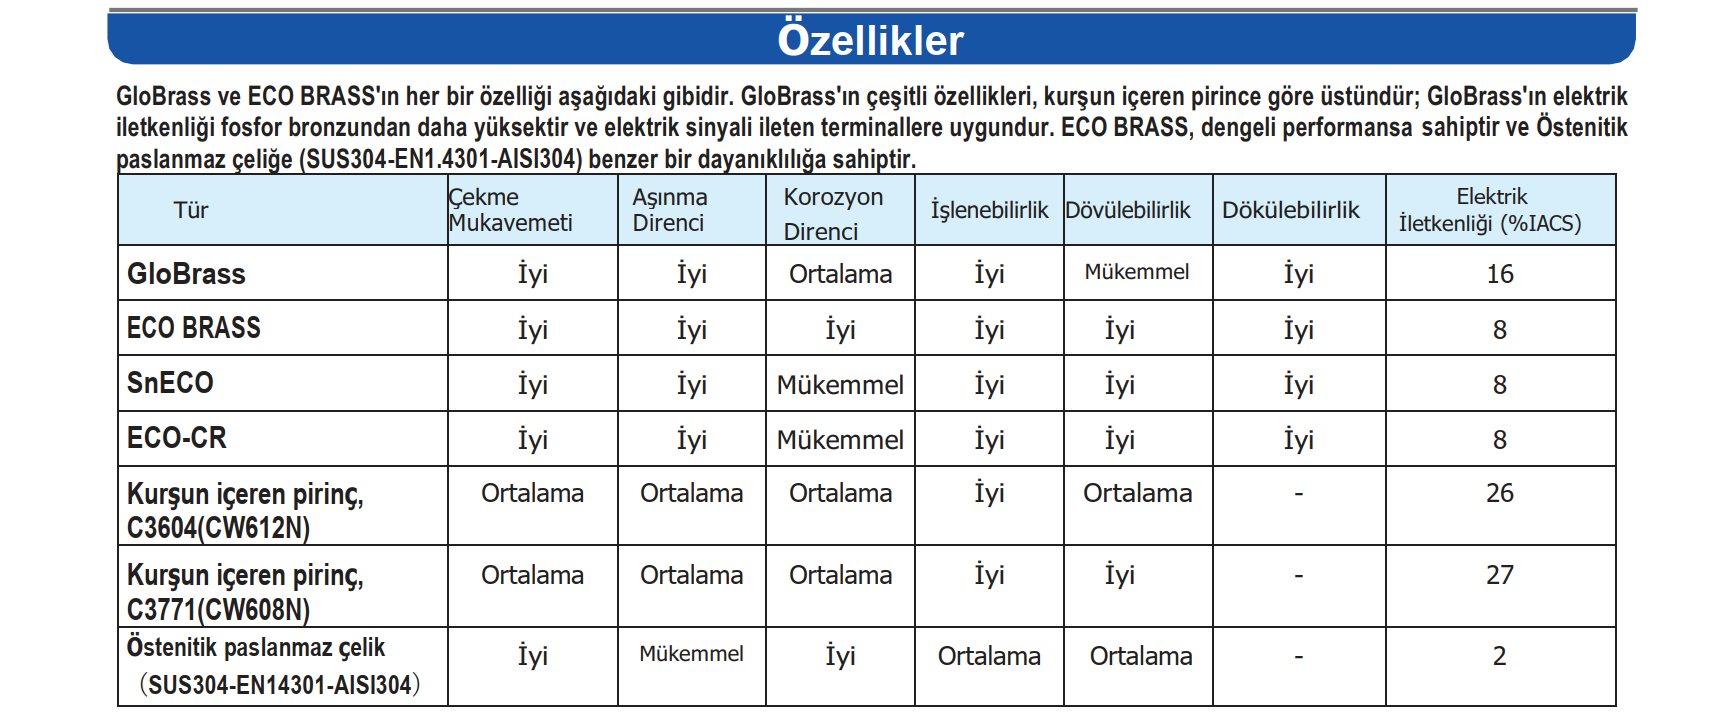 Özellikler
GloBrass ve ECO BRASS'ın her bir özelliği aşağıdaki gibidir. GloBrass'ın çeşitli özellikleri, kurşun içeren pirince göre üstündür; GloBrass'ın elektrik
iletkenliği fosfor bronzundan daha yüksektir ve elektrik sinyali ileten terminallere uygundur. ECO BRASS, dengeli performansa sahiptir ve Östenitik
paslanmaz çeliğe (SUS304-EN1.4301-AISI304) benzer bir dayanıklılığa sahiptir.
Tür Çekme Mukavemeti Aşınma Direnci Korozyon Direnci İşlenebilirlik Dövülebilirlik Dökülebilirlik Elektrik İletkenliği (%IACS)
GloBrass İyi İyi Ortalama İyi Mükemmel İyi 16
ECO BRASS İyi İyi İyi İyi İyi İyi 8
SnECO İyi İyi Mükemmel İyi İyi İyi 8
ECO-CR İyi İyi Mükemmel İyi İyi İyi 8
Kurşun içeren pirinç, Ortalama Ortalama Ortalama İyi Ortalama - 26
C3604(CW612N)
Kurşun içeren pirinç, Ortalama Ortalama Ortalama İyi İyi - 27
C3771(CW608N)
Östenitik paslanmaz çelik İyi Mükemmel İyi Ortalama Ortalama - 2
（SUS304-EN14301-AISI304）